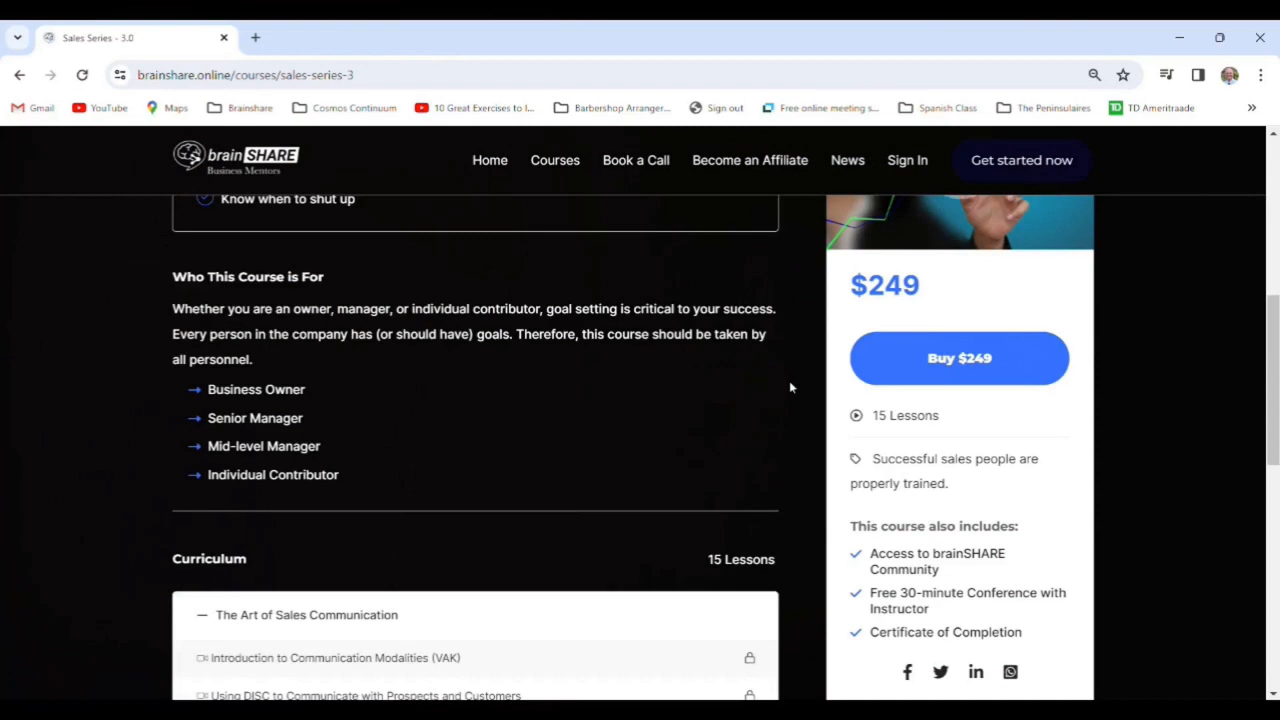 Sales Series - 3.0
brainshare.online/courses/sales-series-3
Gmail
YouTube
Maps
Brainshare
Cosmos Continuum
10 Great Exercises to I...
Barbershop Arranger...
Sign out
Free online meeting s...
Spanish Class
The Peninsulaires
TD Ameritraade
brain SHARE
Business Mentors
Home
Courses
Book a Call
Become an Affiliate
News
Sign In
Get started now
Know when to shut up
Who This Course is For
Whether you are an owner, manager, or individual contributor, goal setting is critical to your success.
Every person in the company has (or should have) goals. Therefore, this course should be taken by
all personnel.
→ Business Owner
→ Senior Manager
→ Mid-level Manager
→ Individual Contributor
Curriculum
15 Lessons
The Art of Sales Communication
Introduction to Communication Modalities (VAK)
Using DISC to Communicate with Prospects and Customers
$249
Buy $249
15 Lessons
Successful sales people are
properly trained.
This course also includes:
Access to brainSHARE
Community
Free 30-minute Conference with
Instructor
Certificate of Completion